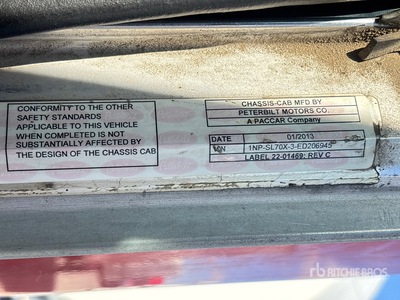 CONFORMITY TO THE OTHER
SAFETY STANDARDS
APPLICABLE TO THIS VEHICLE
WHEN COMPLETED IS NOT
SUBSTANTIALLY AFFECTED BY
THE DESIGN OF THE CHASSIS CAB
CHASSIS-CAB MFD BY
PETERBILT MOTORS CO.
A PACCAR Company
DATE 01/2013
VIN 1NP-SL70X-3-ED206945
LABEL 22-01469; REV C
rb RITCHIE BROS